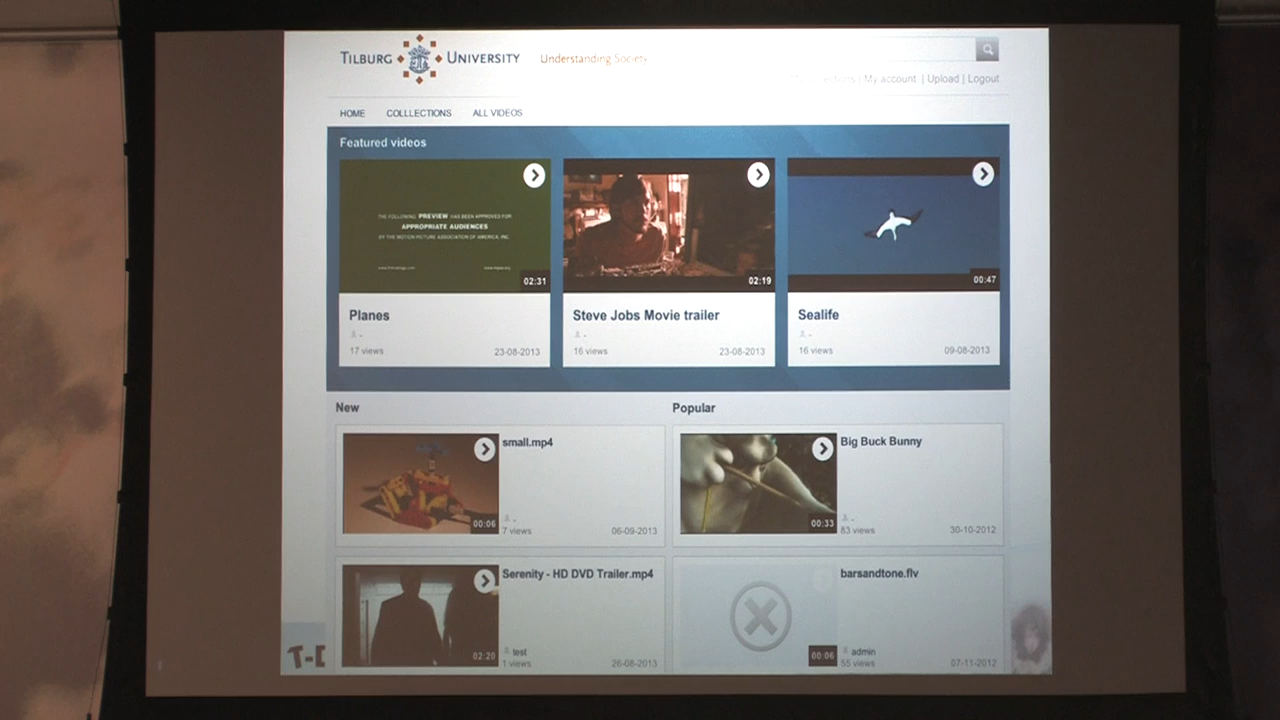 TILBURG UNIVERSITY
Understanding Society
My account | Upload | Logout
HOME COLLLECTIONS ALL VIDEOS
Featured videos
THE FOLLOWING PREVIEW HAS BEEN APPROVED FOR
APPROPRIATE AUDIENCES
BY THE MOTION PICTURE ASSOCIATION OF AMERICA, INC.
02:31
02:19
00:47
Planes
17 views 23-08-2013
Steve Jobs Movie trailer
16 views 23-08-2013
Sealife
16 views 09-08-2013
New
small.mp4
00:06
7 views 06-09-2013
Serenity - HD DVD Trailer.mp4
test
02:20
1 views 26-08-2013
Popular
Big Buck Bunny
00:33
83 views 30-10-2012
barsandtone.flv
admin
00:06
55 views 07-11-2012